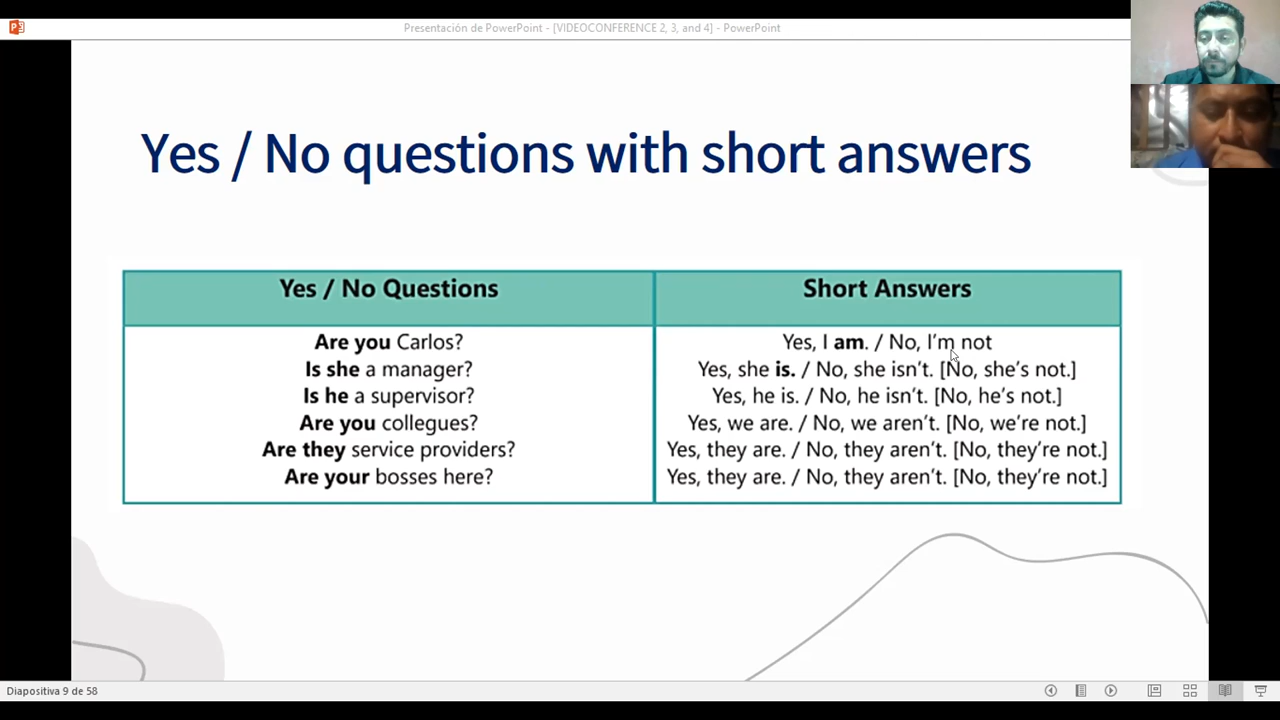 Presentación de PowerPoint - [VIDEOCONFERENCE 2, 3, and 4] - PowerPoint
Yes / No questions with short answers
Yes / No Questions
Short Answers
Are you Carlos?
Yes, I am. / No, I'm not
Is she a manager?
Yes, she is. / No, she isn't. [No, she's not.]
Is he a supervisor?
Yes, he is. / No, he isn't. [No, he's not.]
Are you collegues?
Yes, we are. / No, we aren't. [No, we're not.]
Are they service providers?
Yes, they are. / No, they aren't. [No, they're not.]
Are your bosses here?
Yes, they are. / No, they aren't. [No, they're not.]
Diapositiva 9 de 58